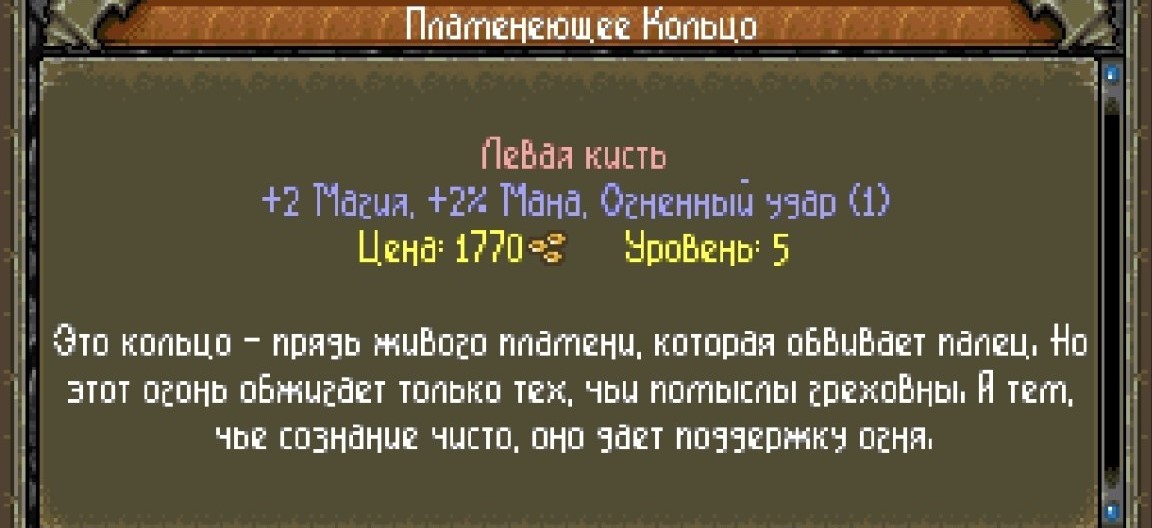 Пламенеющее Кольцо
Левая кисть
+2 Магия, +2% Мана, Огненный удар (1)
Цена: 1770 Уровень: 5
Это кольцо - прядь живого пламени, которая обвивает палец. Но
этот огонь обжигает только тех, чьи помыслы греховны. А тем,
чье сознание чисто, оно дает поддержку огня.